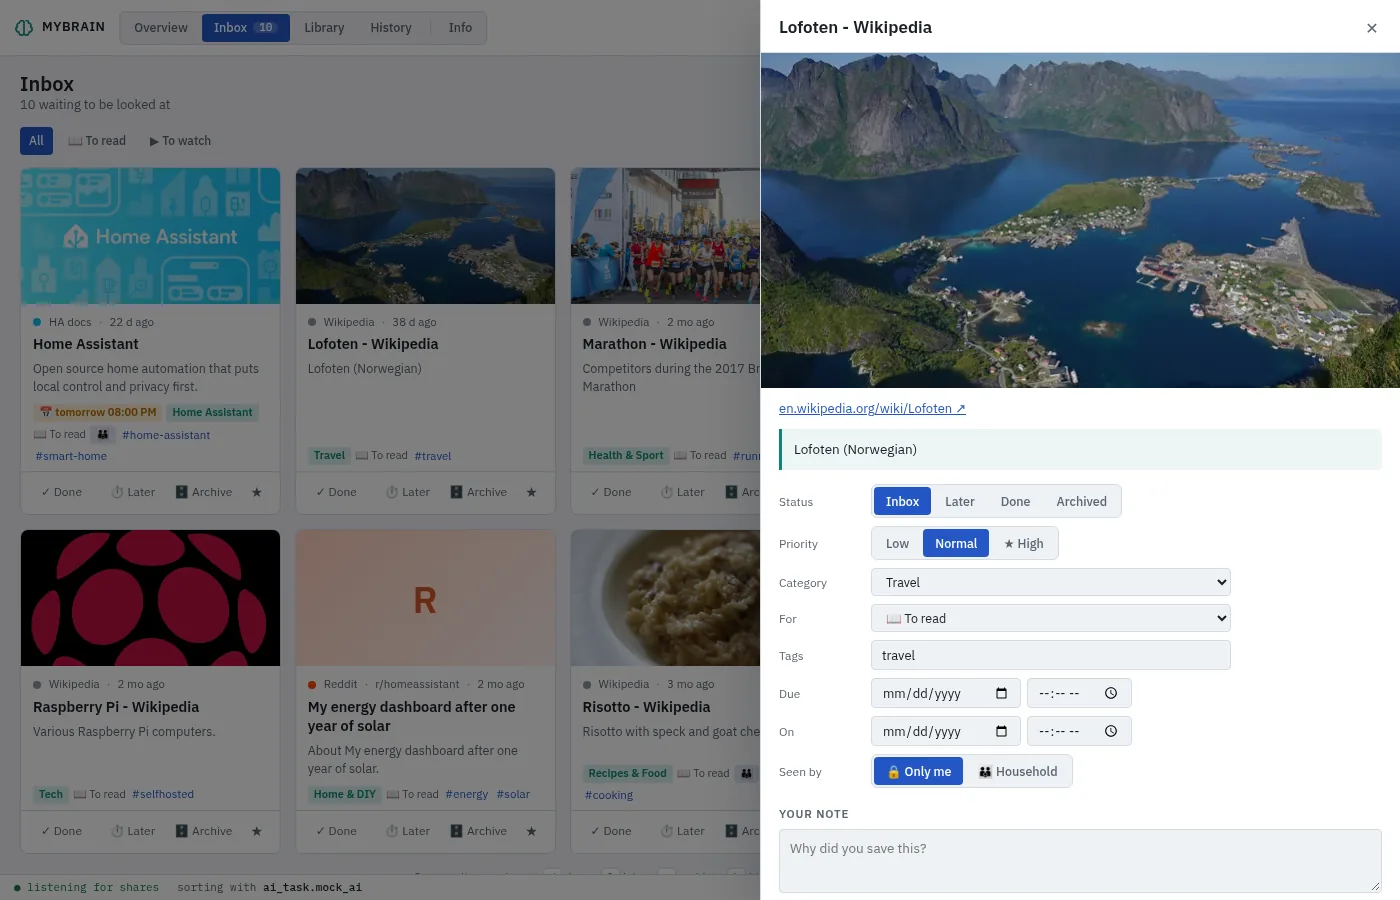 MYBRAIN
Overview
Inbox 10
Library
History
Info
Inbox
10 waiting to be looked at
All
📖 To read
▶ To watch
Home Assistant
HA docs · 22 d ago
Home Assistant
Open source home automation that puts
local control and privacy first.
📅 tomorrow 08:00 PM Home Assistant
📖 To read 👪 #home-assistant
#smart-home
✓ Done ⏱ Later 🗄 Archive ★
Wikipedia · 38 d ago
Lofoten - Wikipedia
Lofoten (Norwegian)
Travel 📖 To read #travel
✓ Done ⏱ Later 🗄 Archive ★
Wikipedia · 2 mo ago
Marathon - Wikipedia
Competitors during the 2017 Br
Marathon
Health & Sport 📖 To read #run
✓ Done ⏱ Later 🗄 Arc
Wikipedia · 2 mo ago
Raspberry Pi - Wikipedia
Various Raspberry Pi computers.
Tech 📖 To read #selfhosted
✓ Done ⏱ Later 🗄 Archive ★
R
Reddit · r/homeassistant · 2 mo ago
My energy dashboard after one
year of solar
About My energy dashboard after one
year of solar.
Home & DIY 📖 To read #energy #solar
✓ Done ⏱ Later 🗄 Archive ★
Wikipedia · 3 mo ago
Risotto - Wikipedia
Risotto with speck and goat che
Recipes & Food 📖 To read 👪
#cooking
✓ Done ⏱ Later 🗄 Arc
● listening for shares sorting with ai_task.mock_ai
Lofoten - Wikipedia ✕
en.wikipedia.org/wiki/Lofoten ↗
Lofoten (Norwegian)
Status Inbox Later Done Archived
Priority Low Normal ★ High
Category Travel
For 📖 To read
Tags travel
Due mm/dd/yyyy --:-- --
On mm/dd/yyyy --:-- --
Seen by 🔒 Only me 👪 Household
YOUR NOTE
Why did you save this?